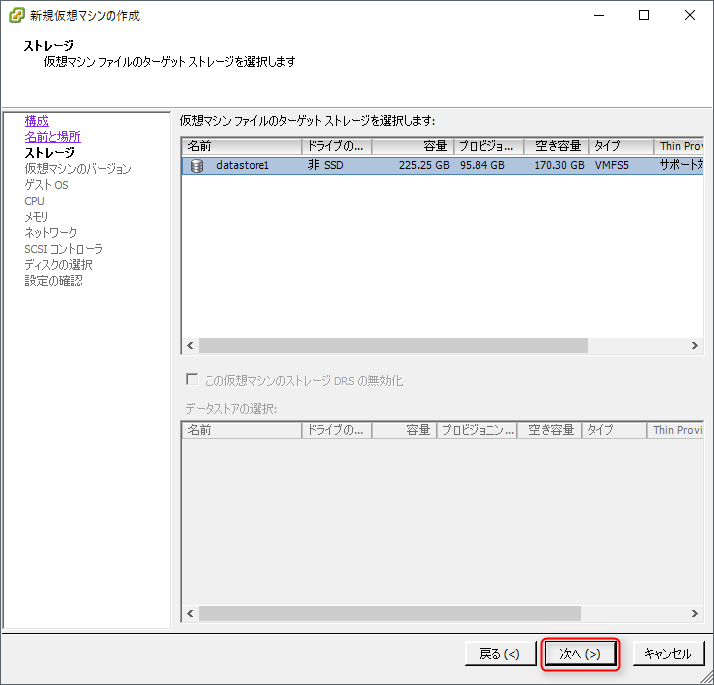 新規仮想マシンの作成
ストレージ
仮想マシン ファイルのターゲット ストレージを選択します
構成
名前と場所
ストレージ
仮想マシンのバージョン
ゲスト OS
CPU
メモリ
ネットワーク
SCSI コントローラ
ディスクの選択
設定の確認
仮想マシン ファイルのターゲット ストレージを選択します:
名前 ドライブの... 容量 プロビジョ... 空き容量 タイプ Thin Prov
datastore1 非 SSD 225.25 GB 95.84 GB 170.30 GB VMFS5 サポート対
この仮想マシンのストレージ DRS の無効化
データストアの選択:
名前 ドライブの... 容量 プロビジョニン... 空き容量 タイプ Thin Provi
戻る (<) 次へ (>) キャンセル